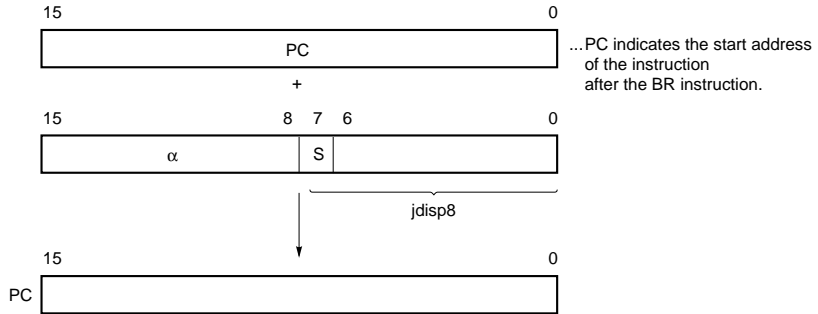 15 0
PC
...PC indicates the start address
of the instruction
after the BR instruction.
+
15 8 7 6 0
α S
jdisp8
15 0
PC